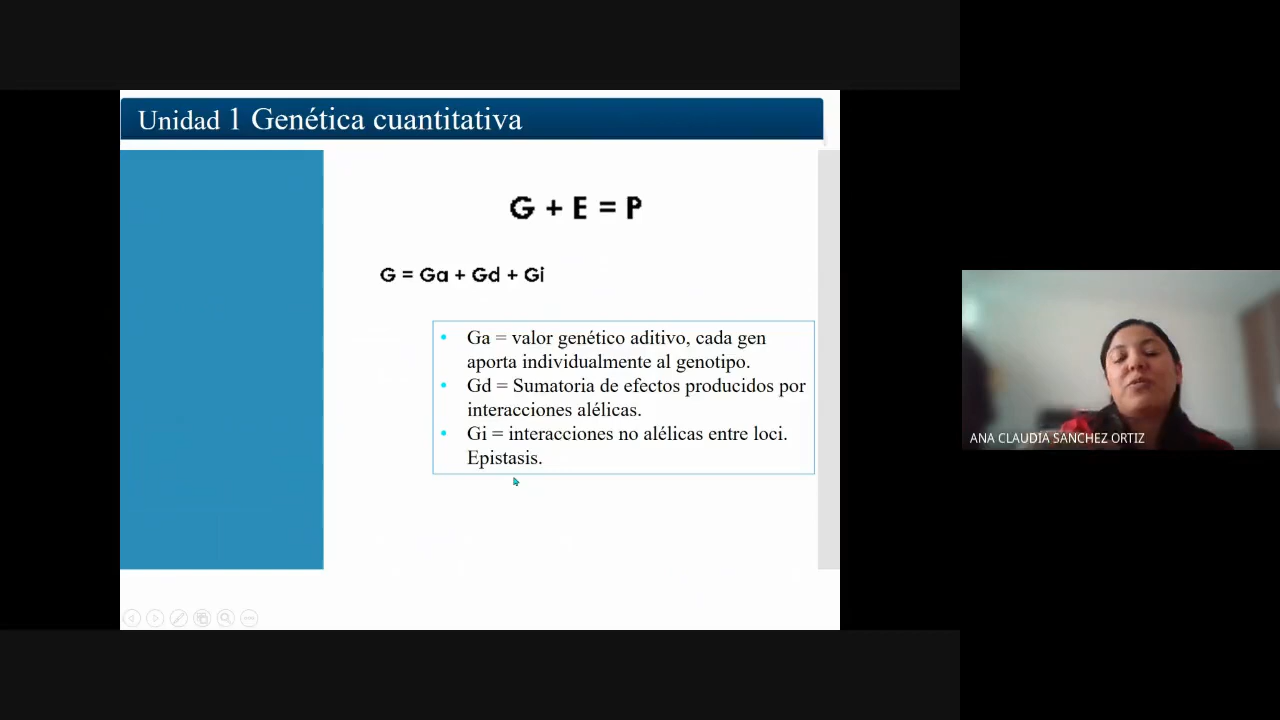 Unidad 1 Genética cuantitativa
G + E = P
G = Ga + Gd + Gi
• Ga = valor genético aditivo, cada gen
aporta individualmente al genotipo.
• Gd = Sumatoria de efectos producidos por
interacciones alélicas.
• Gi = interacciones no alélicas entre loci.
Epistasis.
ANA CLAUDIA SANCHEZ ORTIZ